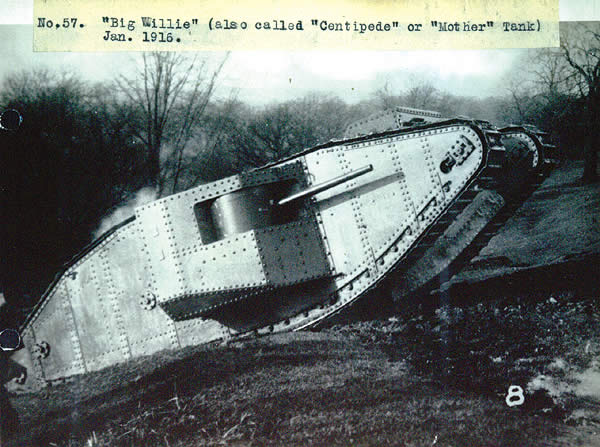 No.57. "Big Willie" (also called "Centipede" or "Mother" Tank)
Jan. 1916.
8